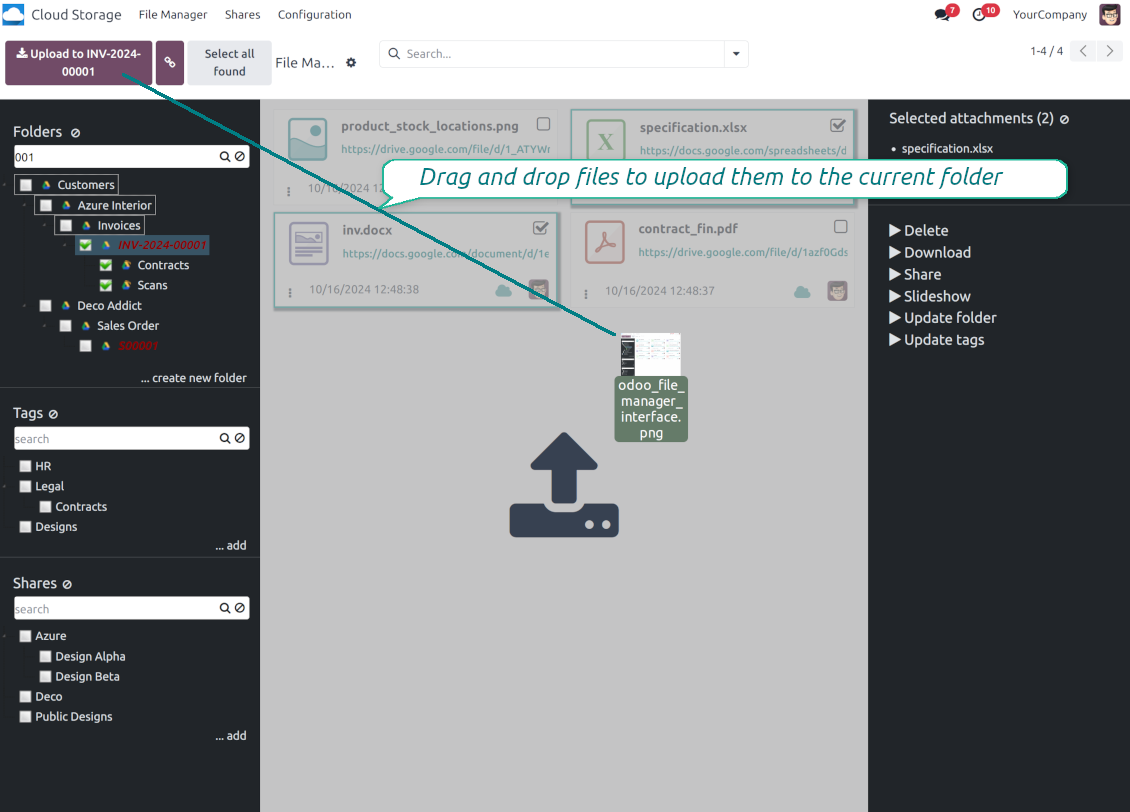 Cloud Storage File Manager Shares Configuration 7 10 YourCompany
Upload to INV-2024-
00001
Select all
found
File Ma...
Search...
1-4 / 4
Folders
001
Customers
Azure Interior
Invoices
INV-2024-00001
Contracts
Scans
Deco Addict
Sales Order
S00001
... create new folder
Tags
search
HR
Legal
Contracts
Designs
... add
Shares
search
Azure
Design Alpha
Design Beta
Deco
Public Designs
... add
product_stock_locations.png
https://drive.google.com/file/d/1_ATYWr
10/16/2024 12
specification.xlsx
https://docs.google.com/spreadsheets/d
Drag and drop files to upload them to the current folder
inv.docx
https://docs.google.com/document/d/1e
10/16/2024 12:48:38
contract_fin.pdf
https://drive.google.com/file/d/1azf0Gds
10/16/2024 12:48:37
odoo_file_
manager_
interface.
png
Selected attachments (2)
specification.xlsx
Delete
Download
Share
Slideshow
Update folder
Update tags